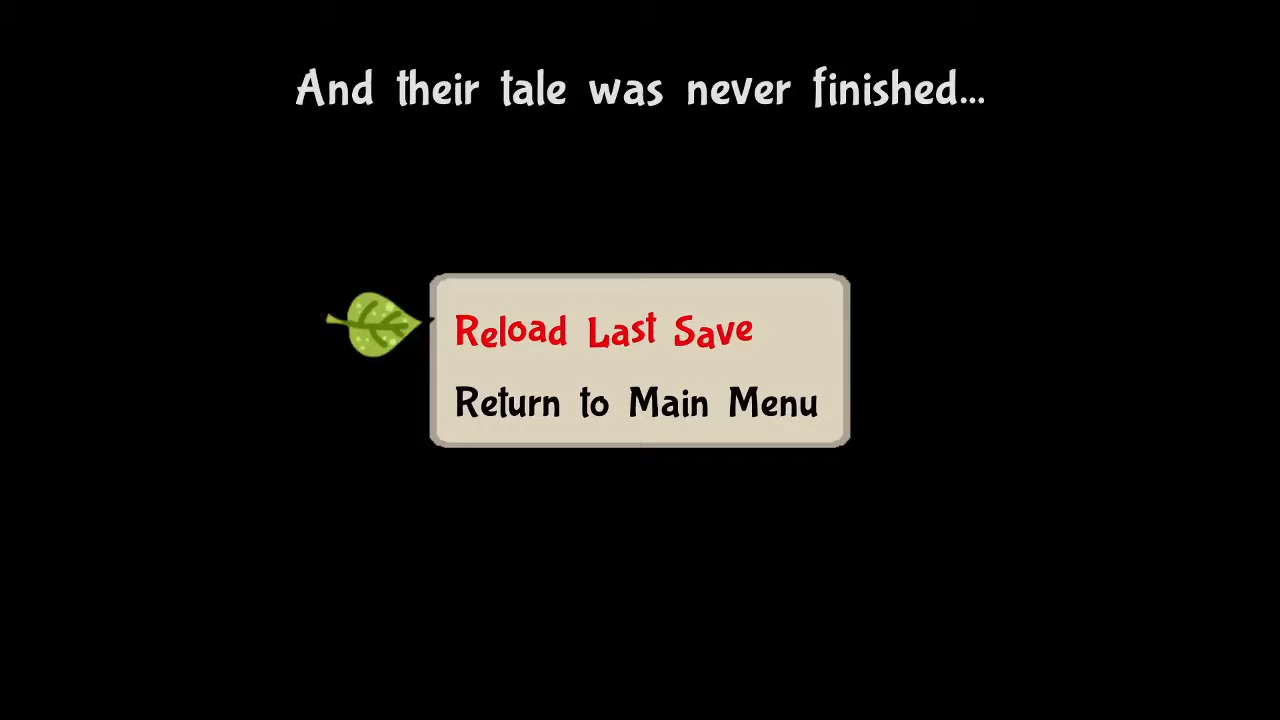 And their tale was never finished...
Reload Last Save
Return to Main Menu